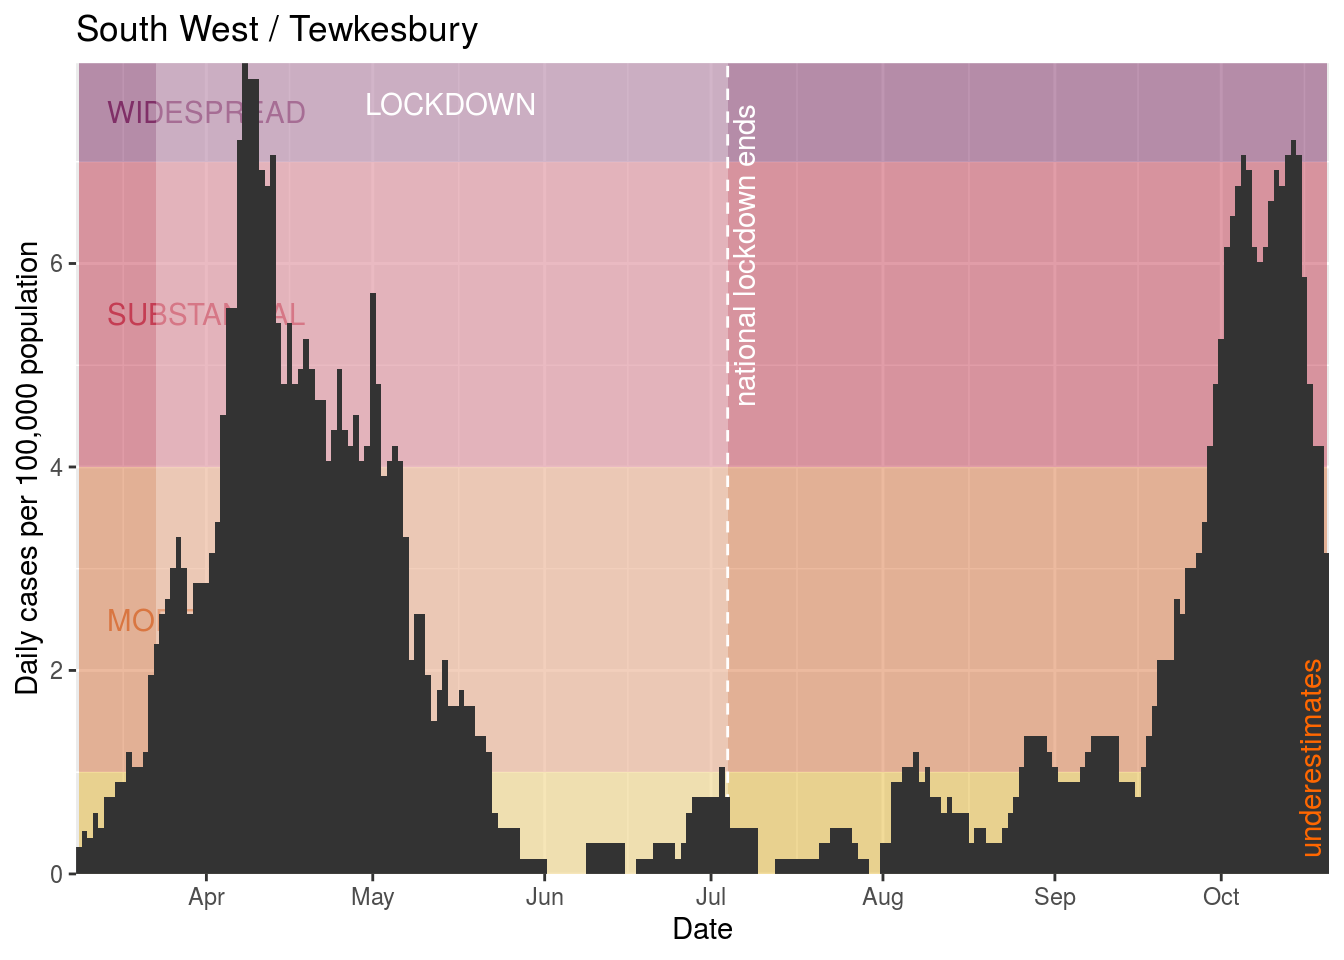 South West / Tewkesbury
WIDESPREAD
LOCKDOWN
national lockdown ends
6
SUBSTANTIAL
4
2
0
underestimates
Daily cases per 100,000 population
Apr
May
Jun
Jul
Aug
Sep
Oct
Date